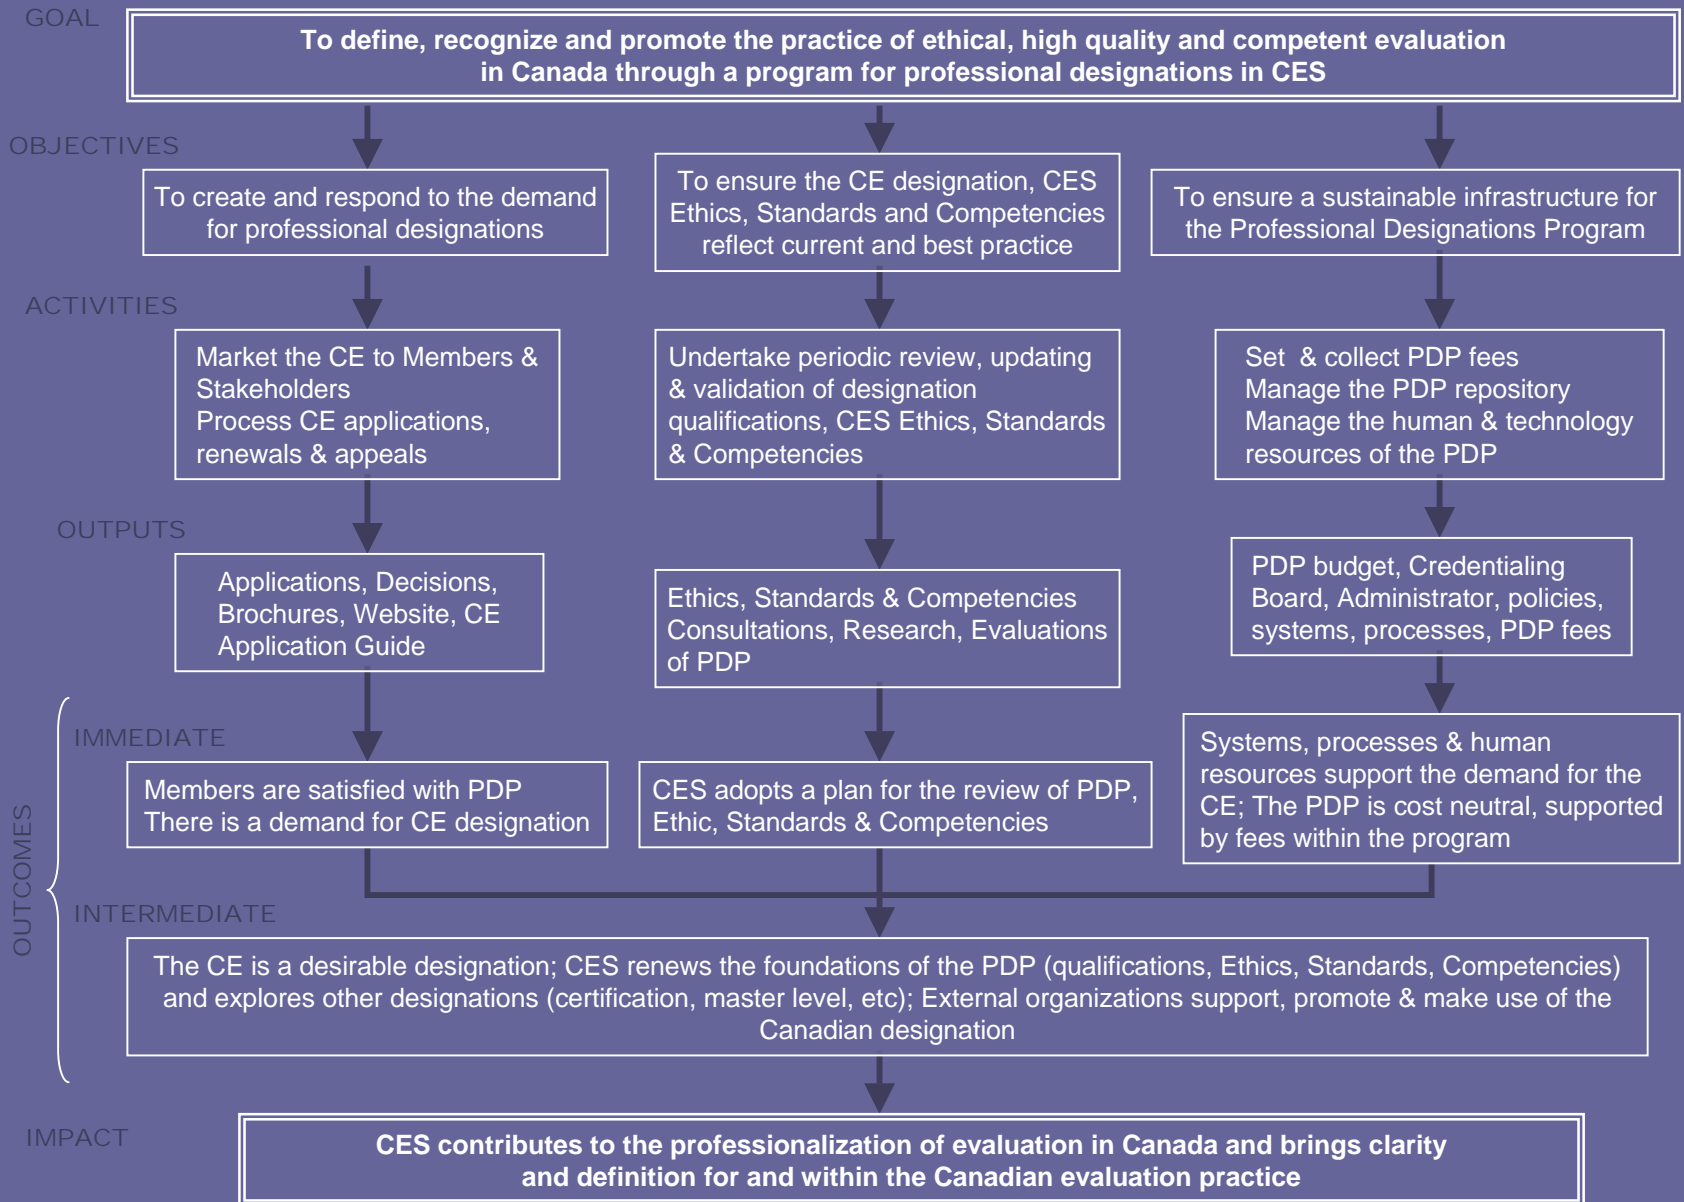 GOAL
To define, recognize and promote the practice of ethical, high quality and competent evaluation
in Canada through a program for professional designations in CES
OBJECTIVES
To create and respond to the demand
for professional designations
To ensure the CE designation, CES
Ethics, Standards and Competencies
reflect current and best practice
To ensure a sustainable infrastructure for
the Professional Designations Program
ACTIVITIES
Market the CE to Members &
Stakeholders
Process CE applications,
renewals & appeals
Undertake periodic review, updating
& validation of designation
qualifications, CES Ethics, Standards
& Competencies
Set & collect PDP fees
Manage the PDP repository
Manage the human & technology
resources of the PDP
OUTPUTS
Applications, Decisions,
Brochures, Website, CE
Application Guide
Ethics, Standards & Competencies
Consultations, Research, Evaluations
of PDP
PDP budget, Credentialing
Board, Administrator, policies,
systems, processes, PDP fees
OUTCOMES
IMMEDIATE
Members are satisfied with PDP
There is a demand for CE designation
CES adopts a plan for the review of PDP,
Ethic, Standards & Competencies
Systems, processes & human
resources support the demand for the
CE; The PDP is cost neutral, supported
by fees within the program
INTERMEDIATE
The CE is a desirable designation; CES renews the foundations of the PDP (qualifications, Ethics, Standards, Competencies)
and explores other designations (certification, master level, etc); External organizations support, promote & make use of the
Canadian designation
IMPACT
CES contributes to the professionalization of evaluation in Canada and brings clarity
and definition for and within the Canadian evaluation practice